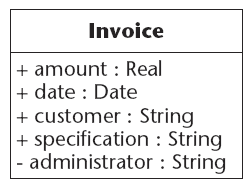 Invoice
+ amount : Real
+ date : Date
+ customer : String
+ specification : String
- administrator : String